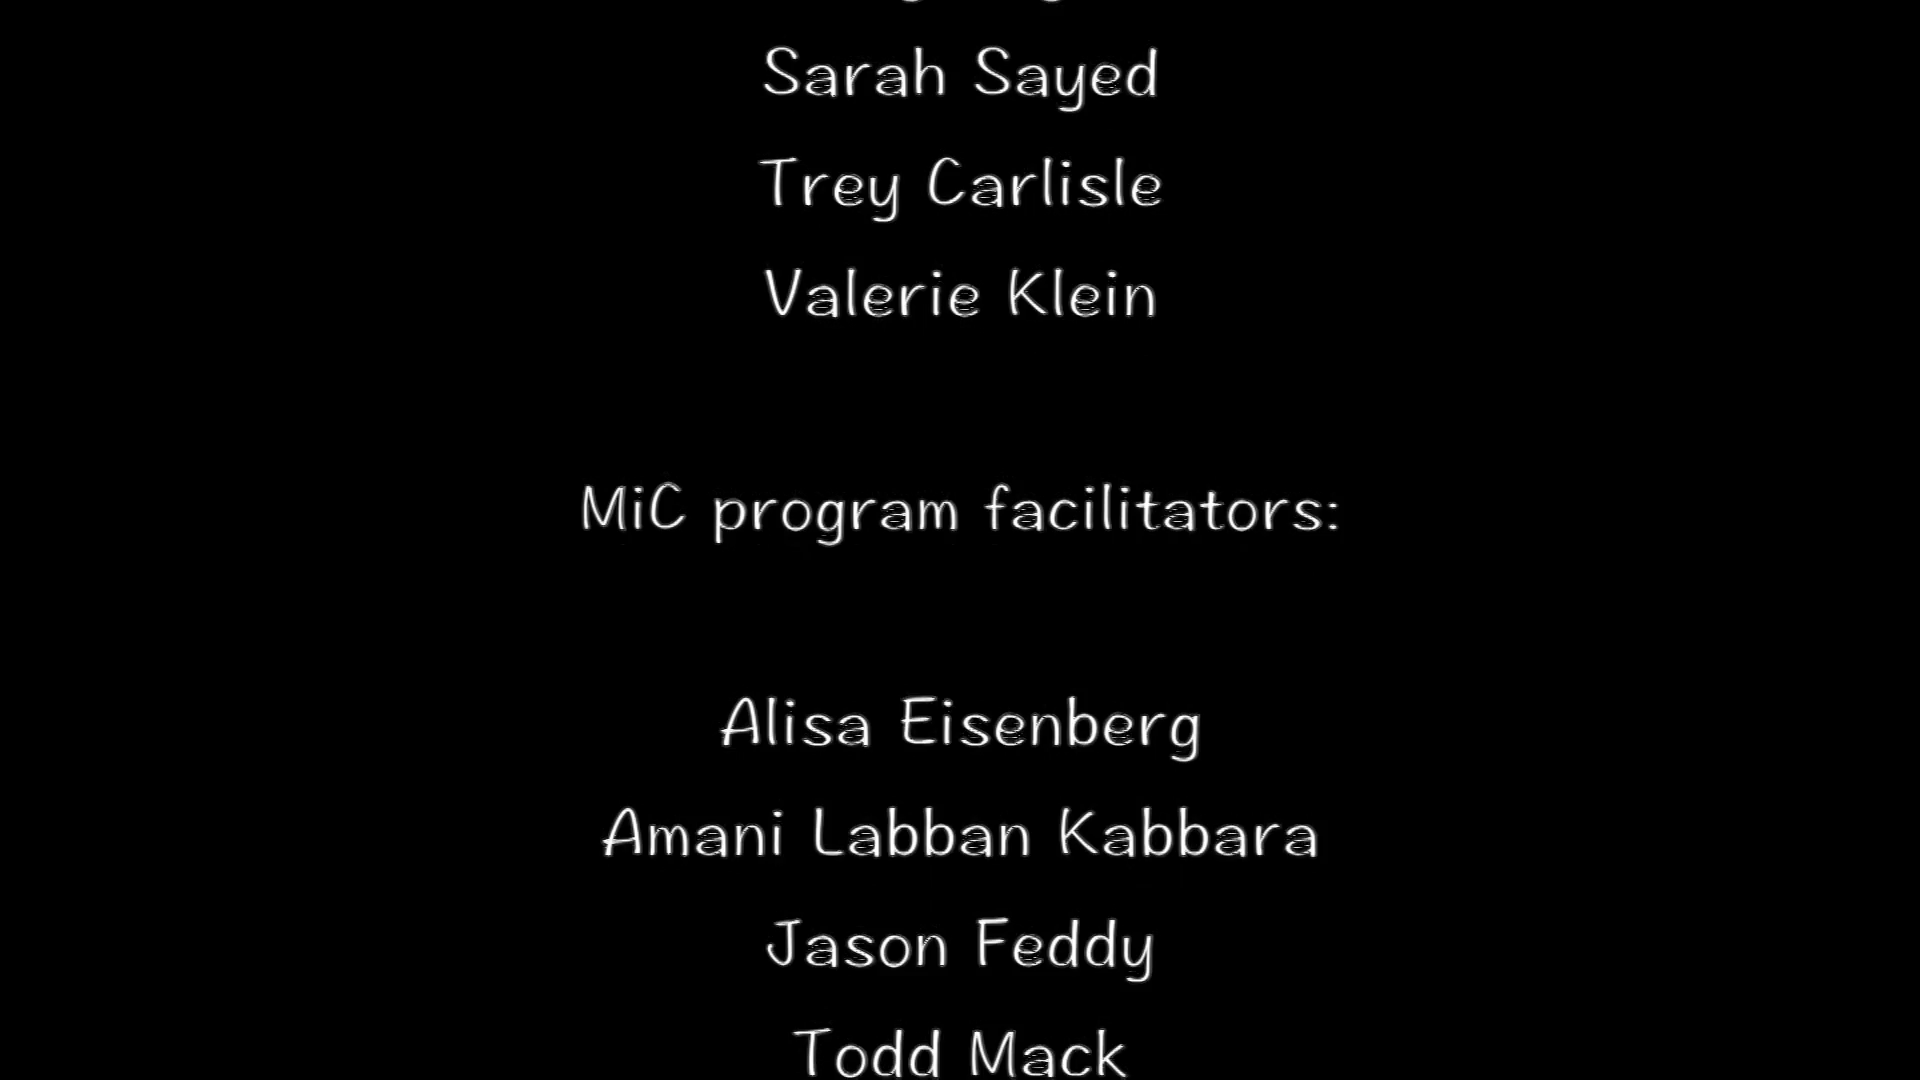 Sarah Sayed
Trey Carlisle
Valerie Klein
MiC program facilitators:
Alisa Eisenberg
Amani Labban Kabbara
Jason Feddy
Todd Mack